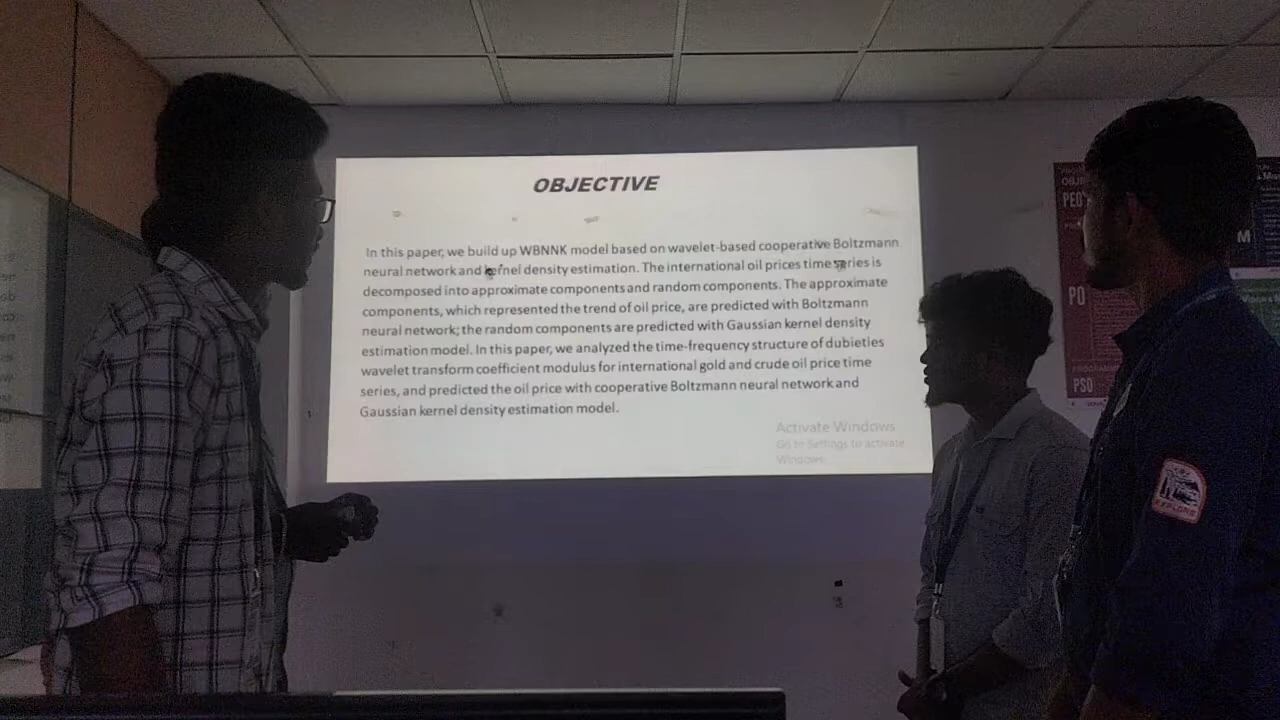 OBJECTIVE
In this paper, we build up WBNNK model based on wavelet-based cooperative Boltzmann
neural network and kernel density estimation. The international oil prices time series is
decomposed into approximate components and random components. The approximate
components, which represented the trend of oil price, are predicted with Boltzmann
neural network; the random components are predicted with Gaussian kernel density
estimation model. In this paper, we analyzed the time-frequency structure of dubieties
wavelet transform coefficient modulus for international gold and crude oil price time
series, and predicted the oil price with cooperative Boltzmann neural network and
Gaussian kernel density estimation model.
Activate Windows
Go to Settings to activate
Windows.
PEO
PO
PSO
M
EXPLORE